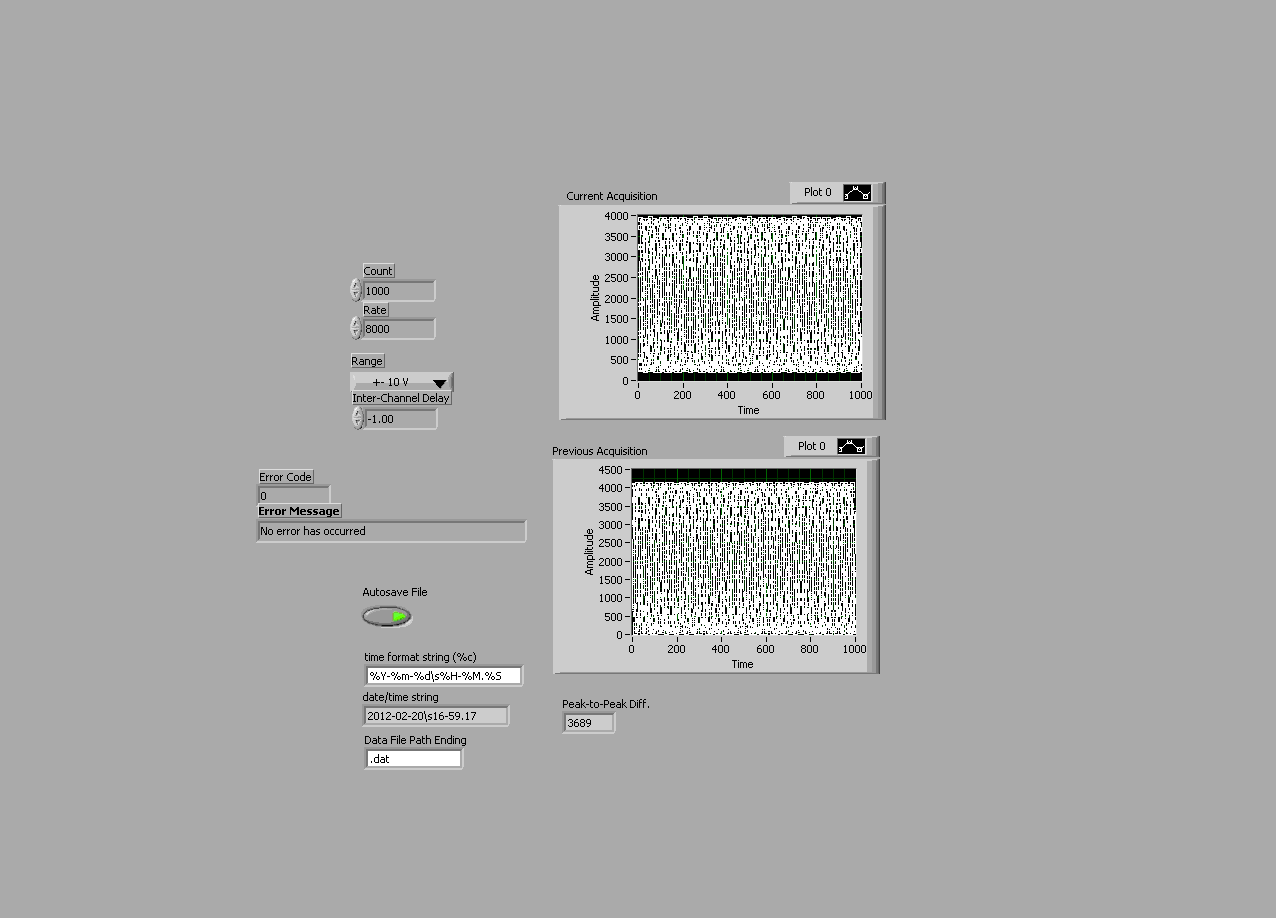 Current Acquisition
Plot 0
4000
3500
3000
2500
2000
1500
1000
500
0
Amplitude
0 200 400 600 800 1000
Time
Count
1000
Rate
8000
Range
+- 10 V
Inter-Channel Delay
-1.00
Previous Acquisition
Plot 0
4500
4000
3500
3000
2500
2000
1500
1000
500
0
Amplitude
0 200 400 600 800 1000
Time
Error Code
0
Error Message
No error has occurred
Autosave File
time format string (%c)
%Y-%m-%d\s%H-%M.%S
date/time string
2012-02-20\s16-59.17
Data File Path Ending
.dat
Peak-to-Peak Diff.
3689